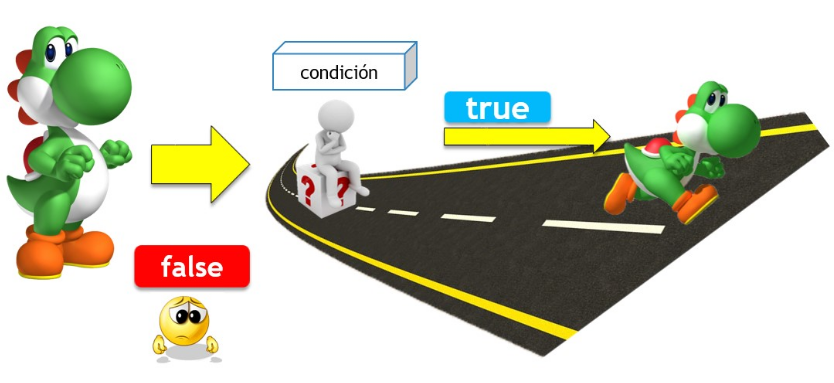 condición
true
? ?
false